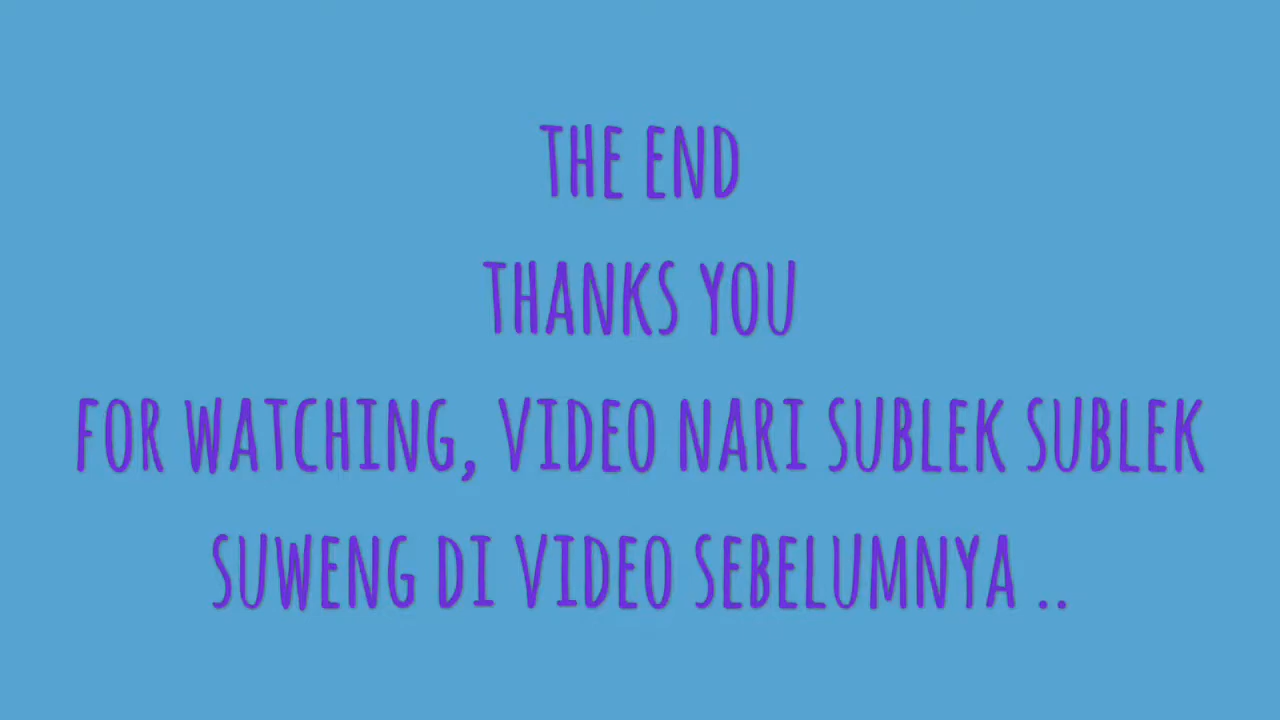 THE END
THANKS YOU
FOR WATCHING, VIDEO NARI SUBLEK SUBLEK
SUWENG DI VIDEO SEBELUMNYA ..